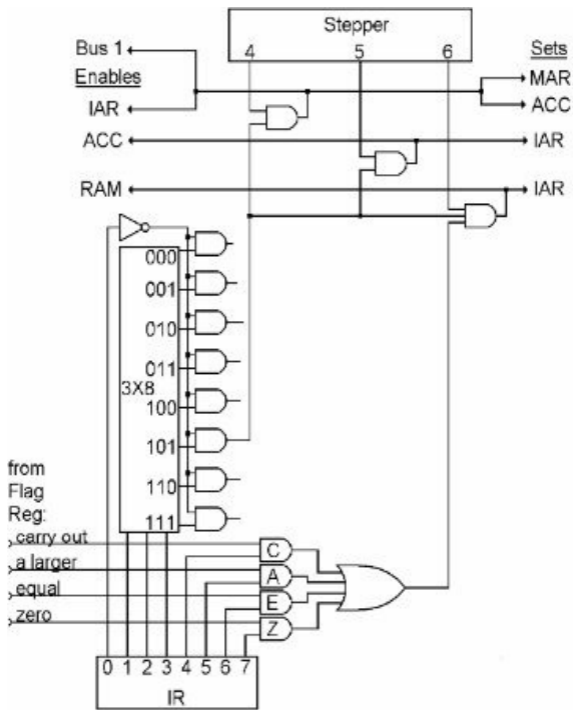 Stepper
4 5 6
Bus 1
Sets
Enables
MAR
IAR
ACC
ACC
IAR
RAM
IAR
000
001
010
011
3X8
100
101
110
111
from
Flag
Reg:
carry out
C
a larger
A
equal
E
zero
Z
0 1 2 3 4 5 6 7
IR